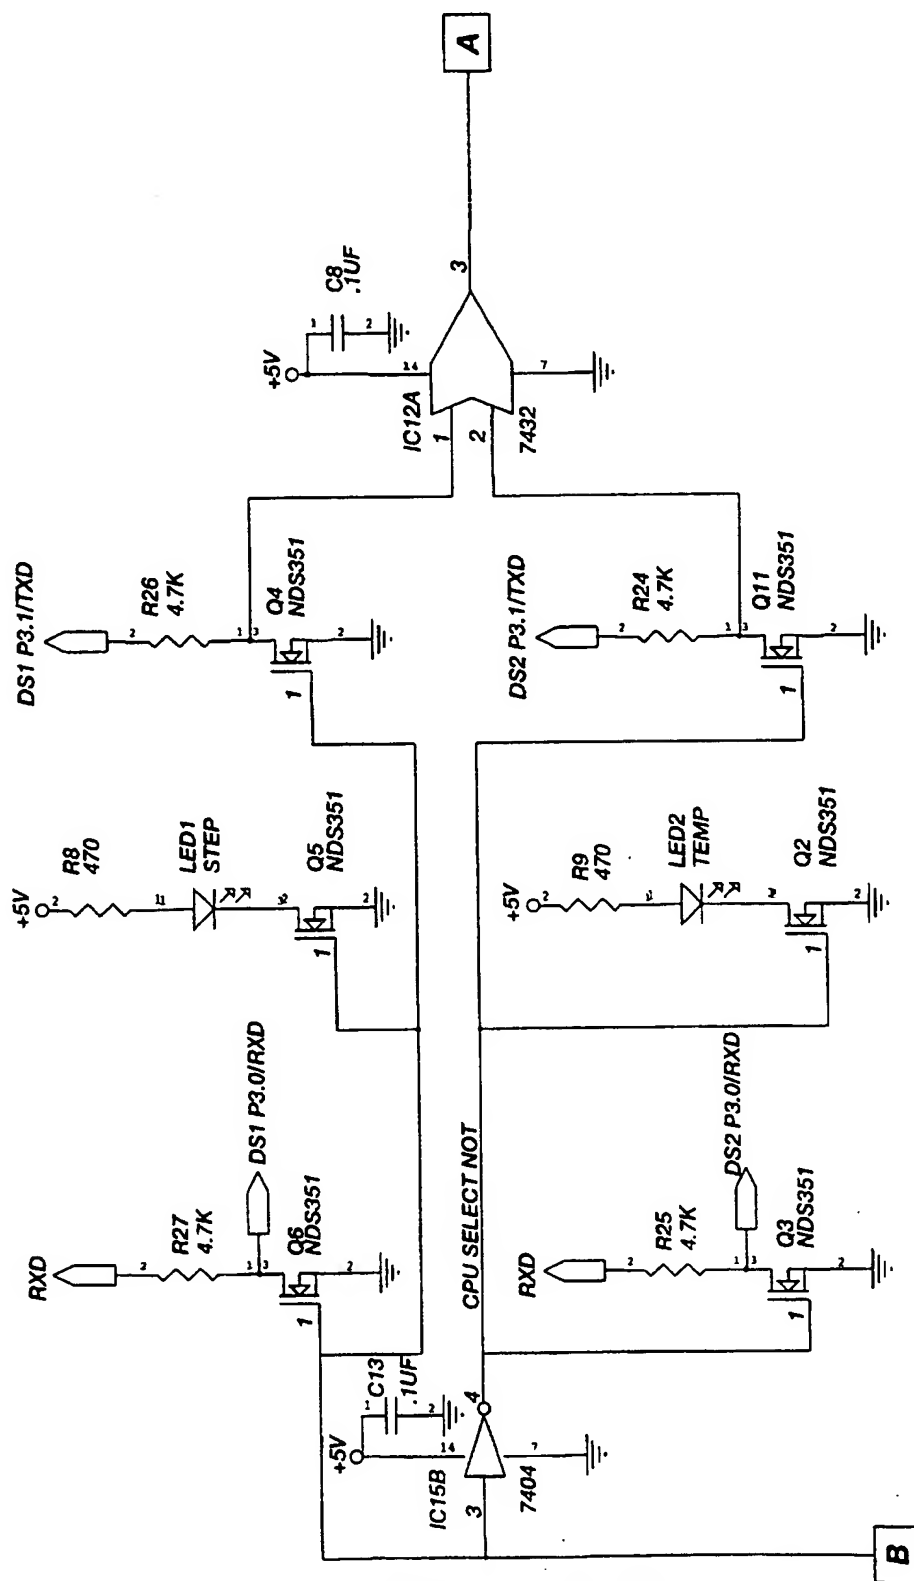 A
+5V
1
C8
.1UF
2
14
3
IC12A
1
2
7432
7
DS1 P3.1/TXD
2
R26
4.7K
1
3
Q4
NDS351
2
1
DS2 P3.1/TXD
2
R24
4.7K
1
3
Q11
NDS351
2
1
+5V
2
R8
470
11
LED1
STEP
Q5
NDS351
2
1
+5V
2
R9
470
LED2
TEMP
Q2
NDS351
2
1
RXD
2
R27
4.7K
1
3
DS1 P3.0/RXD
Q6
NDS351
2
1
CPU SELECT NOT
RXD
2
R25
4.7K
1
3
DS2 P3.0/RXD
Q3
NDS351
2
1
+5V
1
C13
.1UF
2
14
IC15B
3
4
7404
7
B